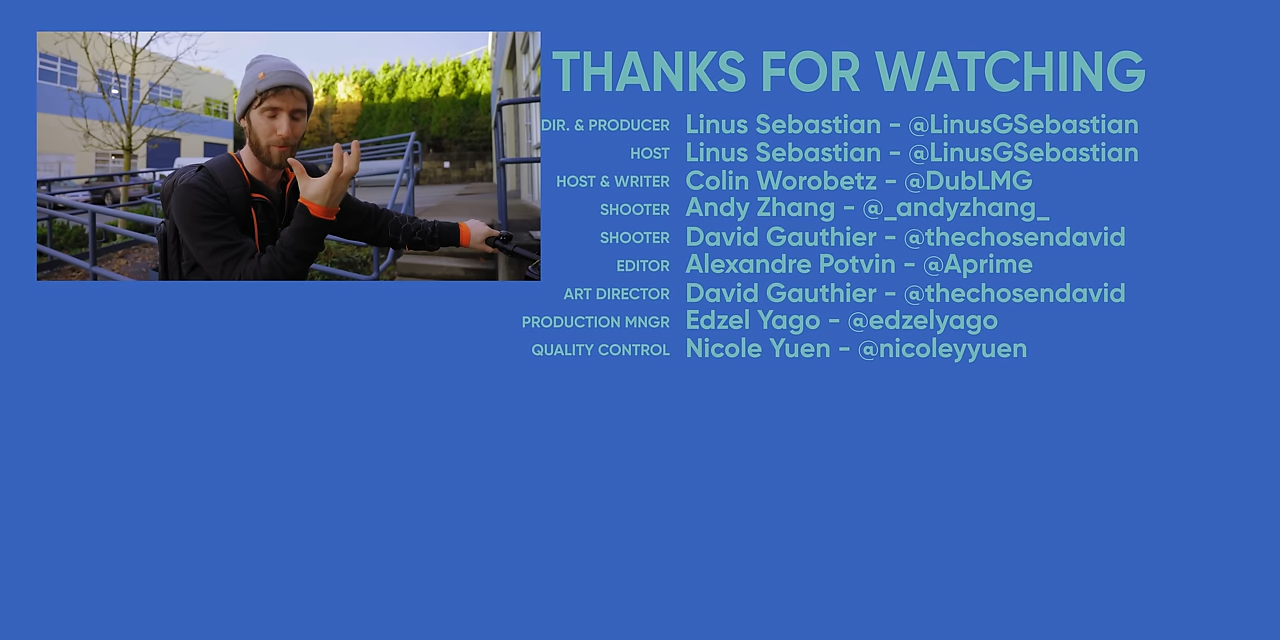 THANKS FOR WATCHING
DIR. & PRODUCER Linus Sebastian - @LinusGSebastian
HOST Linus Sebastian - @LinusGSebastian
HOST & WRITER Colin Worobetz - @DubLMG
SHOOTER Andy Zhang - @_andyzhang_
SHOOTER David Gauthier - @thechosendavid
EDITOR Alexandre Potvin - @Aprime
ART DIRECTOR David Gauthier - @thechosendavid
PRODUCTION MNGR Edzel Yago - @edzelyago
QUALITY CONTROL Nicole Yuen - @nicoleyyuen